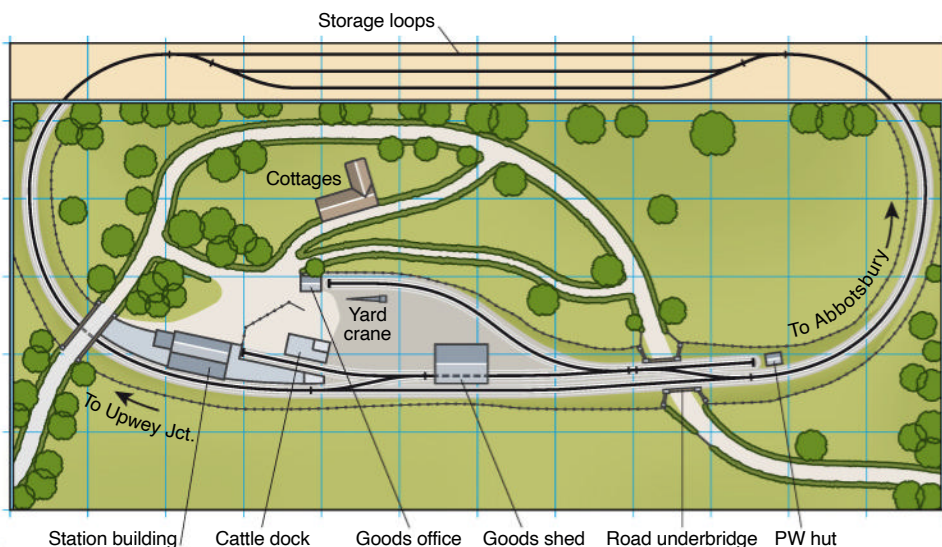 Storage loops
Cottages
Yard
crane
To Abbotsbury
To Upwey Jct.
Station building
Cattle dock
Goods office
Goods shed
Road underbridge
PW hut